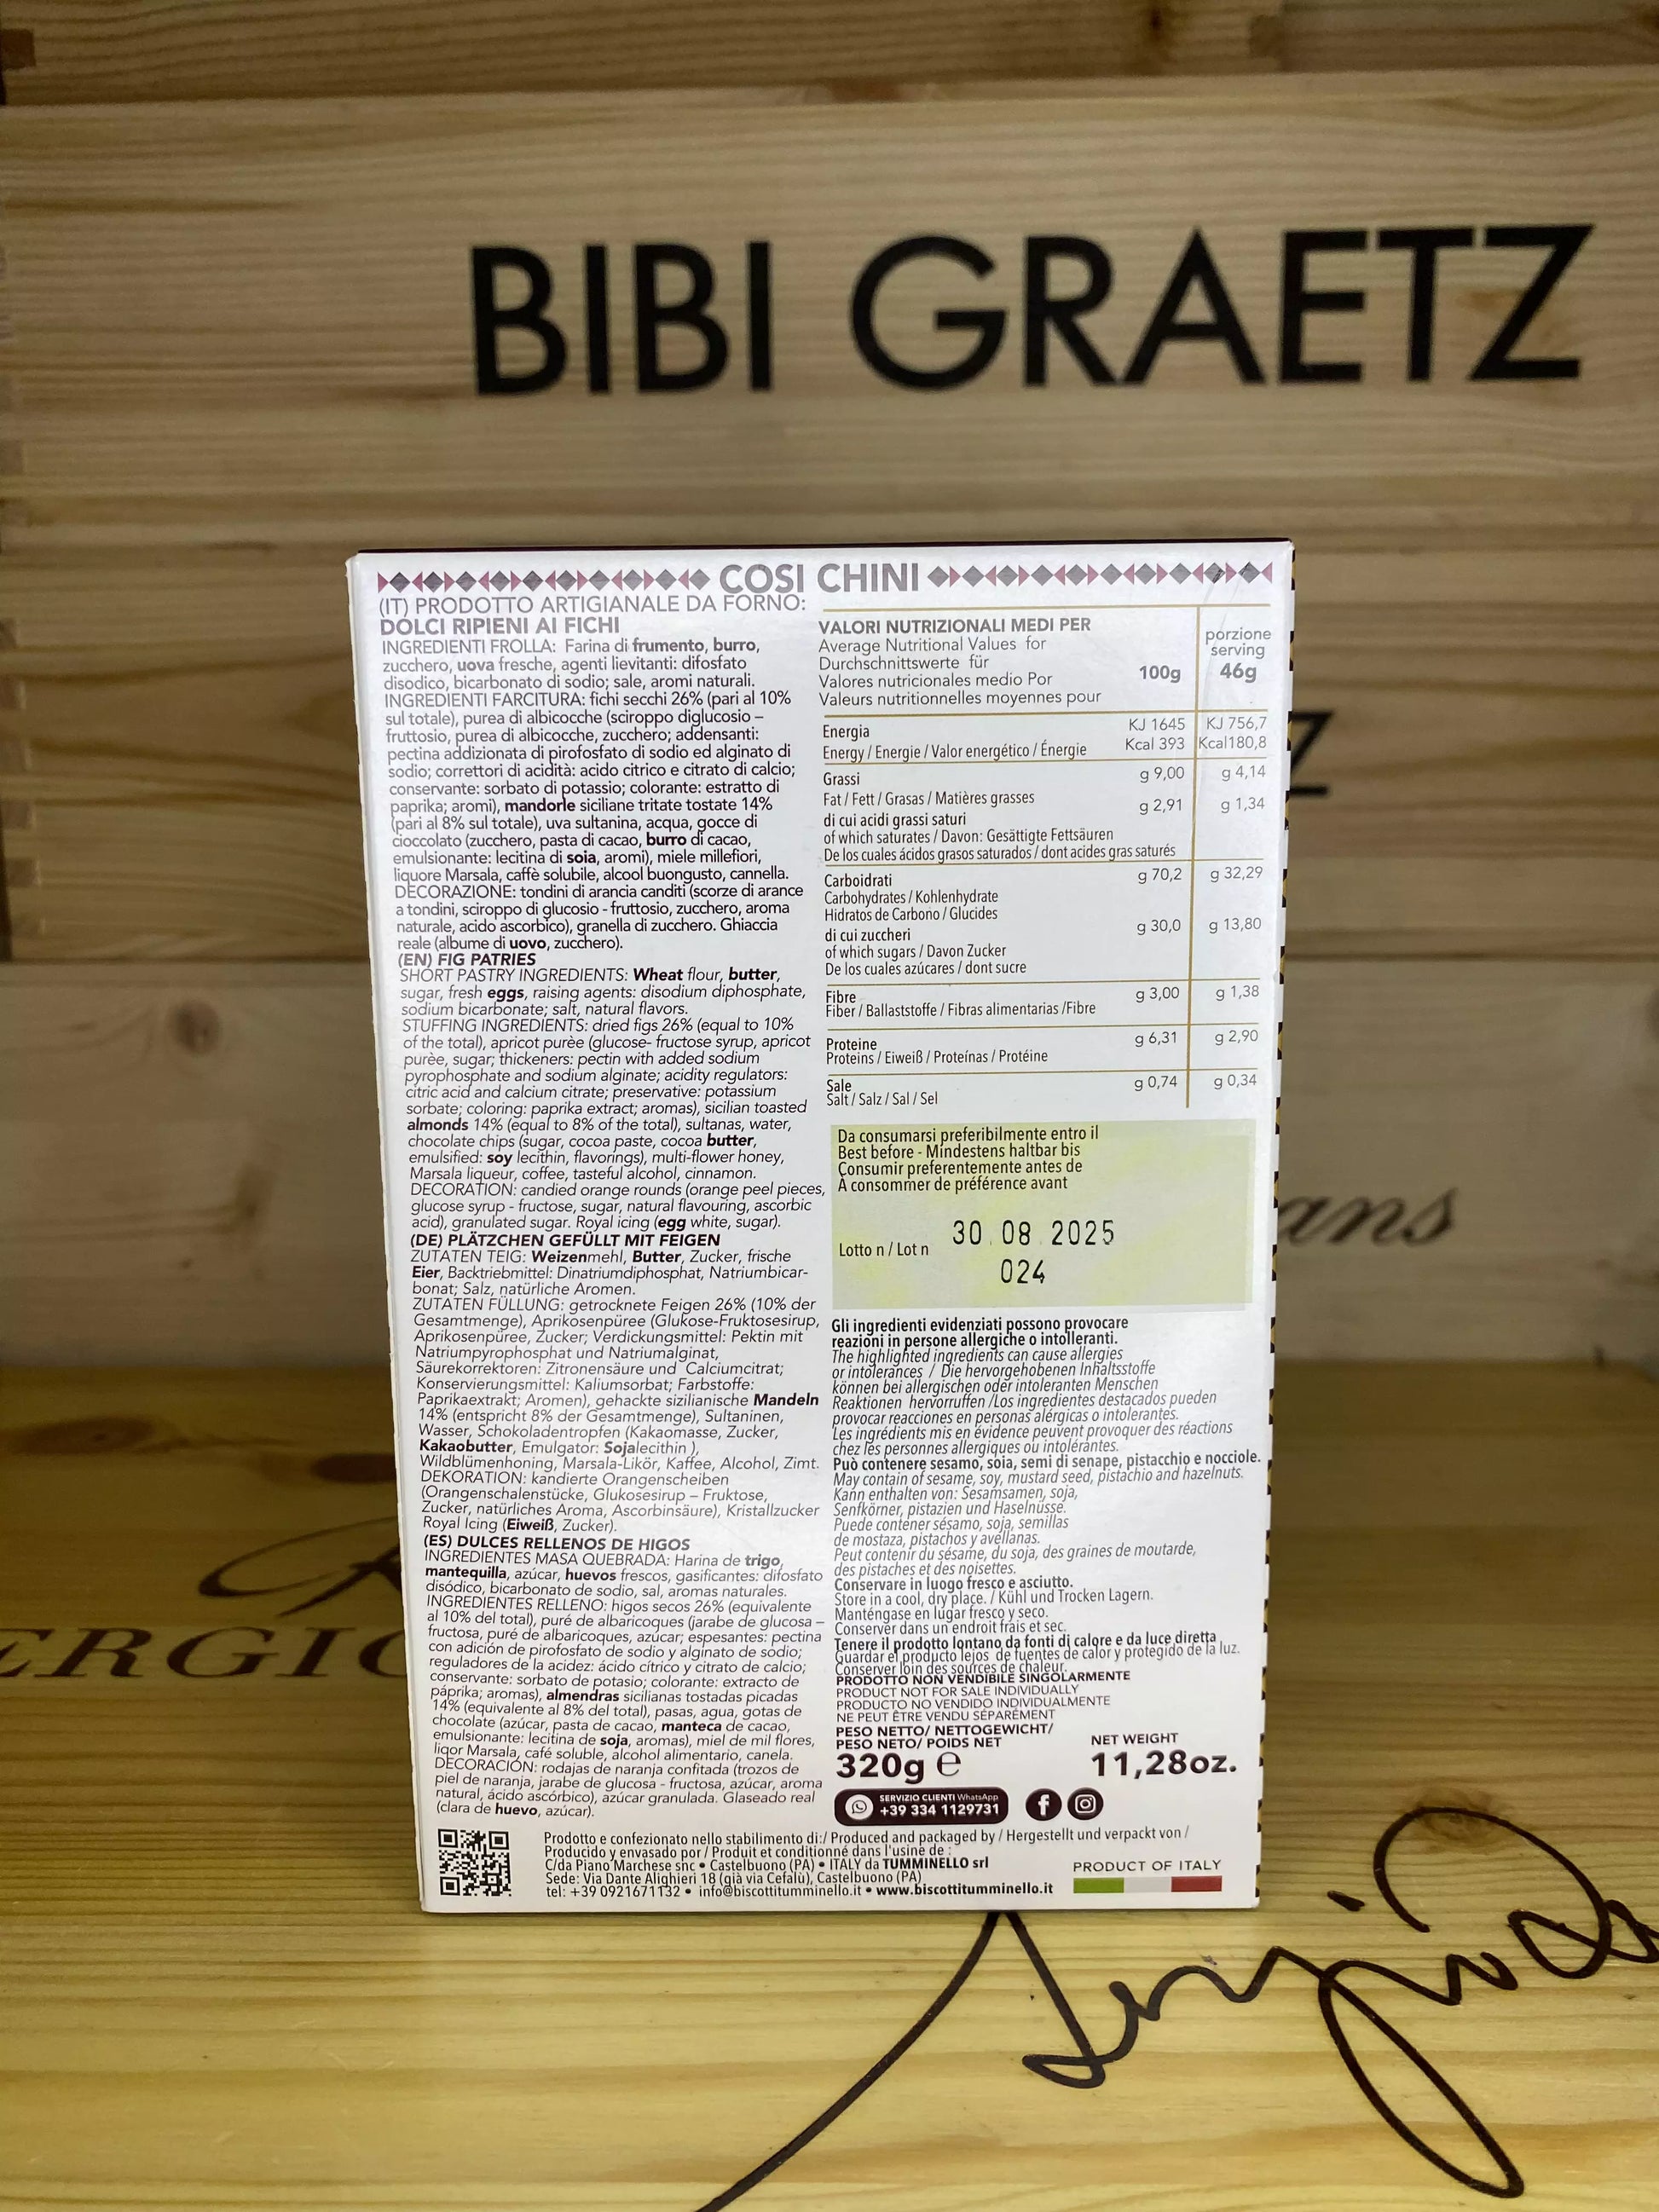 BIBI GRAETZ
Z
ans
ERGIO
COSI CHINI
(IT) PRODOTTO ARTIGIANALE DA FORNO:
DOLCI RIPIENI AI FICHI
INGREDIENTI FROLLA: Farina di frumento, burro,
zucchero, uova fresche, agenti lievitanti: difosfato
disodico, bicarbonato di sodio; sale, aromi naturali.
INGREDIENTI FARCITURA: fichi secchi 26% (pari al 10%
sul totale), purea di albicocche (sciroppo diglucosio –
fruttosio, purea di albicocche, zucchero; addensanti:
pectina addizionata di pirofosfato di sodio ed alginato di
sodio; correttori di acidità: acido citrico e citrato di calcio;
conservante: sorbato di potassio; colorante: estratto di
paprika; aromi), mandorle siciliane tritate tostate 14%
(pari al 8% sul totale), uva sultanina, acqua, gocce di
cioccolato (zucchero, pasta di cacao, burro di cacao,
emulsionante: lecitina di soia, aromi), miele millefiori,
liquore Marsala, caffè solubile, alcool buongusto, cannella.
DECORAZIONE: tondini di arancia canditi (scorze di arance
a tondini, sciroppo di glucosio - fruttosio, zucchero, aroma
naturale, acido ascorbico), granella di zucchero. Ghiaccia
reale (albume di uovo, zucchero).
(EN) FIG PATRIES
SHORT PASTRY INGREDIENTS: Wheat flour, butter,
sugar, fresh eggs, raising agents: disodium diphosphate,
sodium bicarbonate; salt, natural flavors.
STUFFING INGREDIENTS: dried figs 26% (equal to 10%
of the total), apricot purèe (glucose- fructose syrup, apricot
purèe, sugar; thickeners: pectin with added sodium
pyrophosphate and sodium alginate; acidity regulators:
citric acid and calcium citrate; preservative: potassium
sorbate; coloring: paprika extract; aromas), sicilian toasted
almonds 14% (equal to 8% of the total), sultanas, water,
chocolate chips (sugar, cocoa paste, cocoa butter,
emulsified: soy lecithin, flavorings), multi-flower honey,
Marsala liqueur, coffee, tasteful alcohol, cinnamon.
DECORATION: candied orange rounds (orange peel pieces,
glucose syrup - fructose, sugar, natural flavouring, ascorbic
acid), granulated sugar. Royal icing (egg white, sugar).
(DE) PLÄTZCHEN GEFÜLLT MIT FEIGEN
ZUTATEN TEIG: Weizenmehl, Butter, Zucker, frische
Eier, Backtriebmittel: Dinatriumdiphosphat, Natriumbicar-
bonat; Salz, natürliche Aromen.
ZUTATEN FÜLLUNG: getrocknete Feigen 26% (10% der
Gesamtmenge), Aprikosenpüree (Glukose-Fruktosesirup,
Aprikosenpüree, Zucker; Verdickungsmittel: Pektin mit
Natriumpyrophosphat und Natriumalginat,
Säurekorrektoren: Zitronensäure und Calciumcitrat;
Konservierungsmittel: Kaliumsorbat; Farbstoffe:
Paprikaextrakt; Aromen), gehackte sizilianische Mandeln
14% (entspricht 8% der Gesamtmenge), Sultaninen,
Wasser, Schokoladentropfen (Kakaomasse, Zucker,
Kakaobutter, Emulgator: Sojalecithin ),
Wildblümenhoning, Marsala-Likör, Kaffee, Alcohol, Zimt.
DEKORATION: kandierte Orangenscheiben
(Orangenschalenstücke, Glukosesirup – Fruktose,
Zucker, natürliches Aroma, Ascorbinsäure), Kristallzucker
Royal Icing (Eiweiß, Zucker).
(ES) DULCES RELLENOS DE HIGOS
INGREDIENTES MASA QUEBRADA: Harina de trigo,
mantequilla, azúcar, huevos frescos, gasificantes: difosfato
disódico, bicarbonato de sodio, sal, aromas naturales.
INGREDIENTES RELLENO: higos secos 26% (equivalente
al 10% del total), puré de albaricoques (jarabe de glucosa –
fructosa, puré de albaricoques, azúcar; espesantes: pectina
con adición de pirofosfato de sodio y alginato de sodio;
reguladores de la acidez: ácido cítrico y citrato de calcio;
conservante: sorbato de potasio; colorante: extracto de
páprika; aromas), almendras sicilianas tostadas picadas
14% (equivalente al 8% del total), pasas, agua, gotas de
chocolate (azúcar, pasta de cacao, manteca de cacao,
emulsionante: lecitina de soja, aromas), miel de mil flores,
liqor Marsala, café soluble, alcohol alimentario, canela.
DECORACIÓN: rodajas de naranja confitada (trozos de
piel de naranja, jarabe de glucosa - fructosa, azúcar, aroma
natural, ácido ascórbico), azúcar granulada. Glaseado real
(clara de huevo, azúcar).
VALORI NUTRIZIONALI MEDI PER
Average Nutritional Values for
Durchschnittswerte für
Valores nutricionales medio Por
Valeurs nutritionnelles moyennes pour
100g
porzione
serving
46g
Energia KJ 1645 KJ 756,7
Energy / Energie / Valor energético / Énergie Kcal 393 Kcal180,8
Grassi g 9,00 g 4,14
Fat / Fett / Grasas / Matières grasses
di cui acidi grassi saturi g 2,91 g 1,34
of which saturates / Davon: Gesättigte Fettsäuren
De los cuales ácidos grasos saturados / dont acides gras saturés
Carboidrati g 70,2 g 32,29
Carbohydrates / Kohlenhydrate
Hidratos de Carbono / Glucides
di cui zuccheri g 30,0 g 13,80
of which sugars / Davon Zucker
De los cuales azúcares / dont sucre
Fibre g 3,00 g 1,38
Fiber / Ballaststoffe / Fibras alimentarias /Fibre
Proteine g 6,31 g 2,90
Proteins / Eiweiß / Proteínas / Protéine
Sale g 0,74 g 0,34
Salt / Salz / Sal / Sel
Da consumarsi preferibilmente entro il
Best before - Mindestens haltbar bis
Consumir preferentemente antes de
À consommer de préférence avant
30 08 2025
Lotto n / Lot n
024
Gli ingredienti evidenziati possono provocare
reazioni in persone allergiche o intolleranti.
The highlighted ingredients can cause allergies
or intolerances / Die hervorgehobenen Inhaltsstoffe
können bei allergischen oder intoleranten Menschen
Reaktionen hervorruffen /Los ingredientes destacados pueden
provocar reacciones en personas alérgicas o intolerantes.
Les ingrédients mis en évidence peuvent provoquer des réactions
chez les personnes allergiques ou intolérantes.
Può contenere sesamo, soia, semi di senape, pistacchio e nocciole.
May contain of sesame, soy, mustard seed, pistachio and hazelnuts.
Kann enthalten von: Sesamsamen, soja,
Senfkörner, pistazien und Haselnüsse.
Puede contener sésamo, soja, semillas
de mostaza, pistachos y avellanas.
Peut contenir du sésame, du soja, des graines de moutarde,
des pistaches et des noisettes.
Conservare in luogo fresco e asciutto.
Store in a cool, dry place. / Kühl und Trocken Lagern.
Manténgase en lugar fresco y seco.
Conserver dans un endroit frais et sec.
Tenere il prodotto lontano da fonti di calore e da luce diretta
Guardar el producto lejos de fuentes de calor y protegido de la luz.
Conserver loin des sources de chaleur.
PRODOTTO NON VENDIBILE SINGOLARMENTE
PRODUCT NOT FOR SALE INDIVIDUALLY
PRODUCTO NO VENDIDO INDIVIDUALMENTE
NE PEUT ÊTRE VENDU SÉPARÉMENT
PESO NETTO/ NETTOGEWICHT/
PESO NETO/ POIDS NET
320g e
NET WEIGHT
11,28oz.
SERVIZIO CLIENTI WhatsApp
+39 334 1129731
Prodotto e confezionato nello stabilimento di:/ Produced and packaged by / Hergestellt und verpackt von /
Producido y envasado por / Produit et conditionné dans l'usine de :
C/da Piano Marchese snc • Castelbuono (PA) • ITALY da TUMMINELLO srl
Sede: Via Dante Alighieri 18 (già via Cefalù), Castelbuono (PA)
tel: +39 0921671132 • info@biscottitumminello.it • www.biscottitumminello.it
PRODUCT OF ITALY